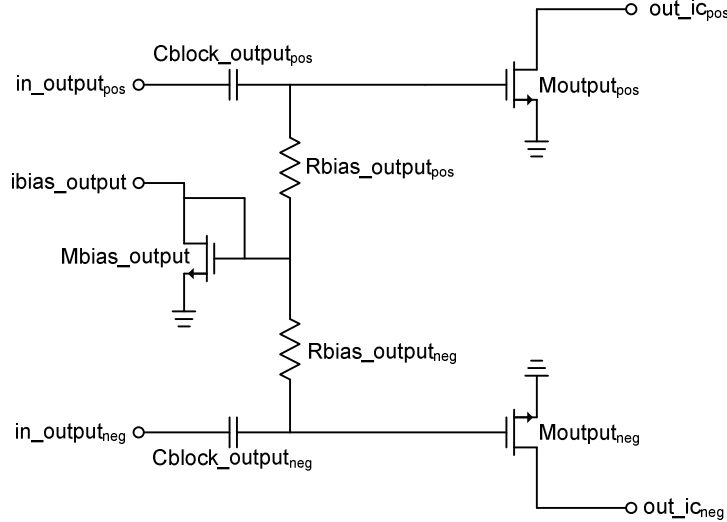 out_icpos
Cblock_outputpos
in_outputpos
Moutputpos
Rbias_outputpos
ibias_output
Mbias_output
Rbias_outputneg
in_outputneg
Moutputneg
Cblock_outputneg
out_icneg